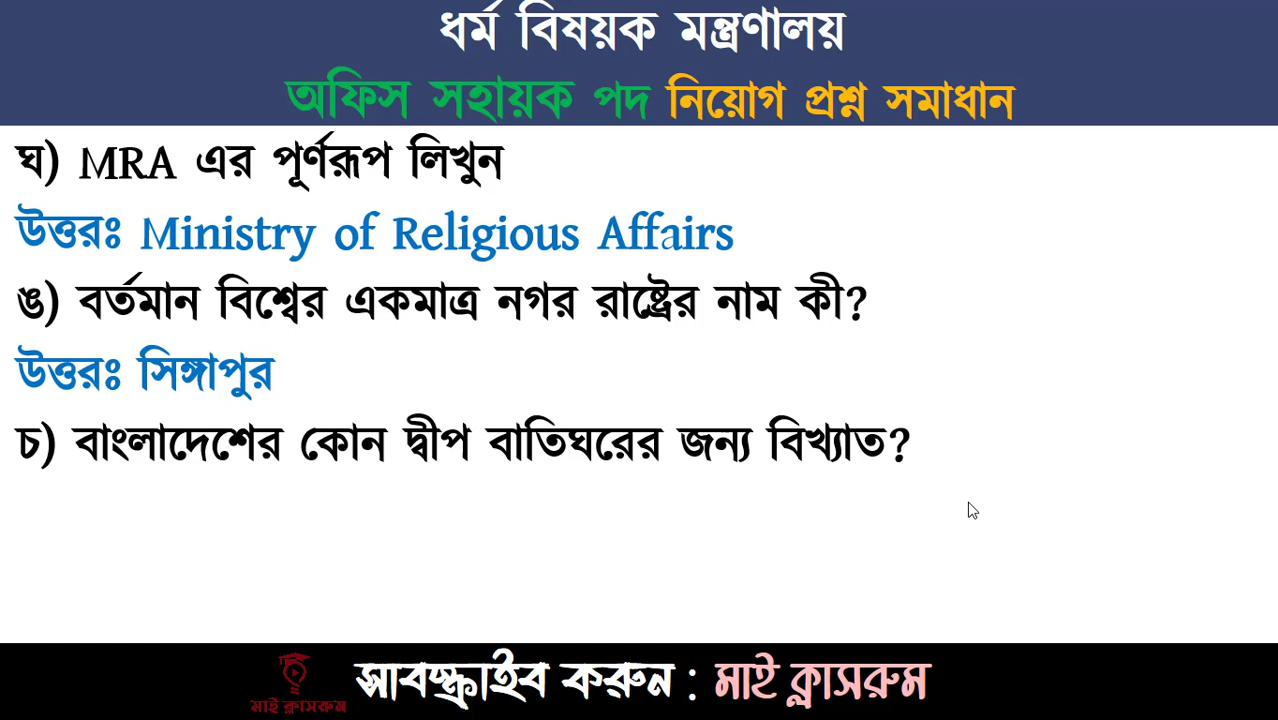 ধর্ম বিষয়ক মন্ত্রণালয়
অফিস সহায়ক পদ নিয়োগ প্রশ্ন সমাধান
ঘ) MRA এর পূর্ণরূপ লিখুন
উত্তরঃ Ministry of Religious Affairs
ঙ) বর্তমান বিশ্বের একমাত্র নগর রাষ্ট্রের নাম কী?
উত্তরঃ সিঙ্গাপুর
চ) বাংলাদেশের কোন দ্বীপ বাতিঘরের জন্য বিখ্যাত?
সাবস্ক্রাইব করুন : মাই ক্লাসরুম
মাই ক্লাসরুম